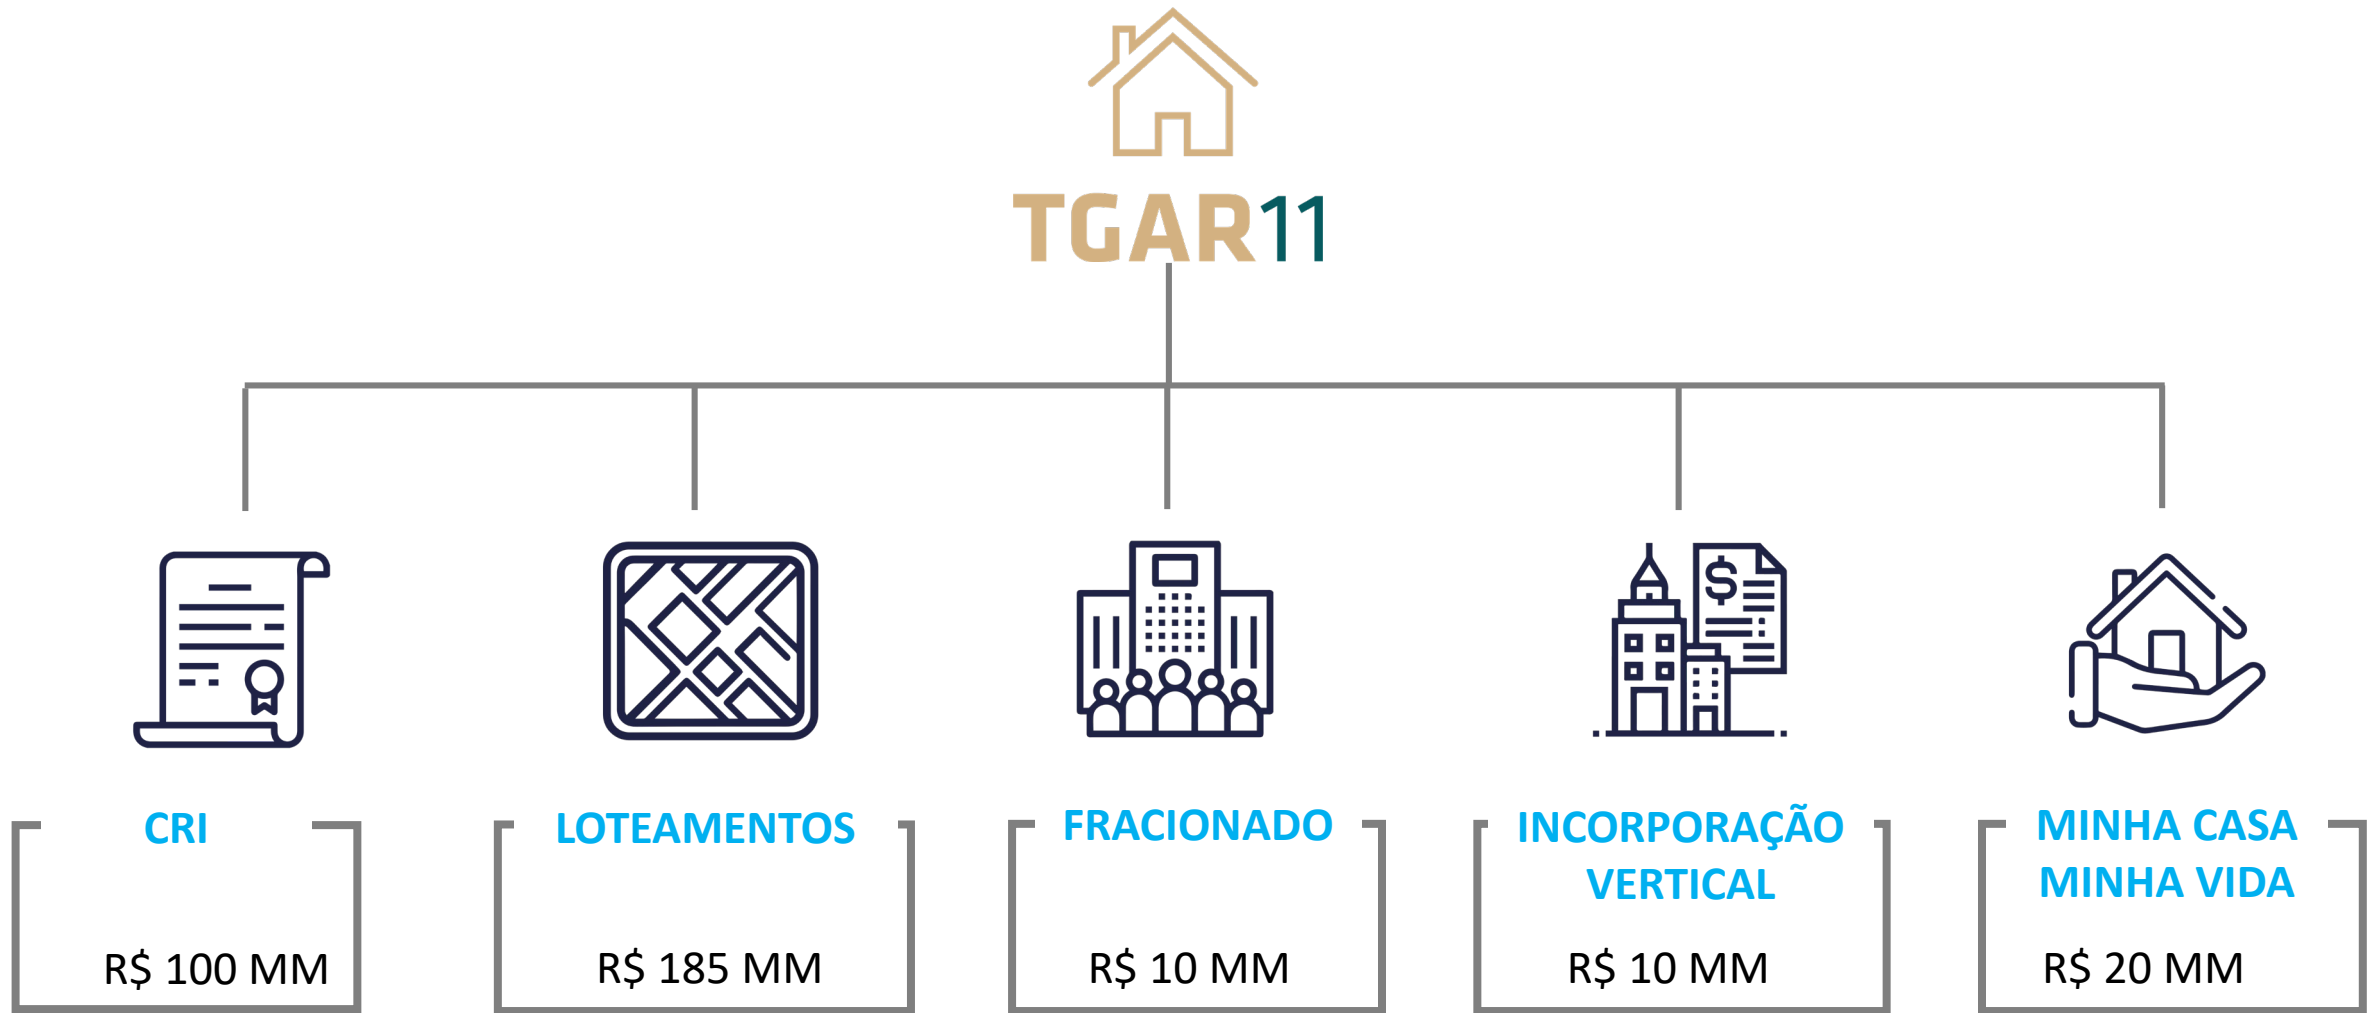 TGAR11
CRI
R$ 100 MM
LOTEAMENTOS
R$ 185 MM
FRACIONADO
R$ 10 MM
INCORPORAÇÃO
VERTICAL
R$ 10 MM
MINHA CASA
MINHA VIDA
R$ 20 MM